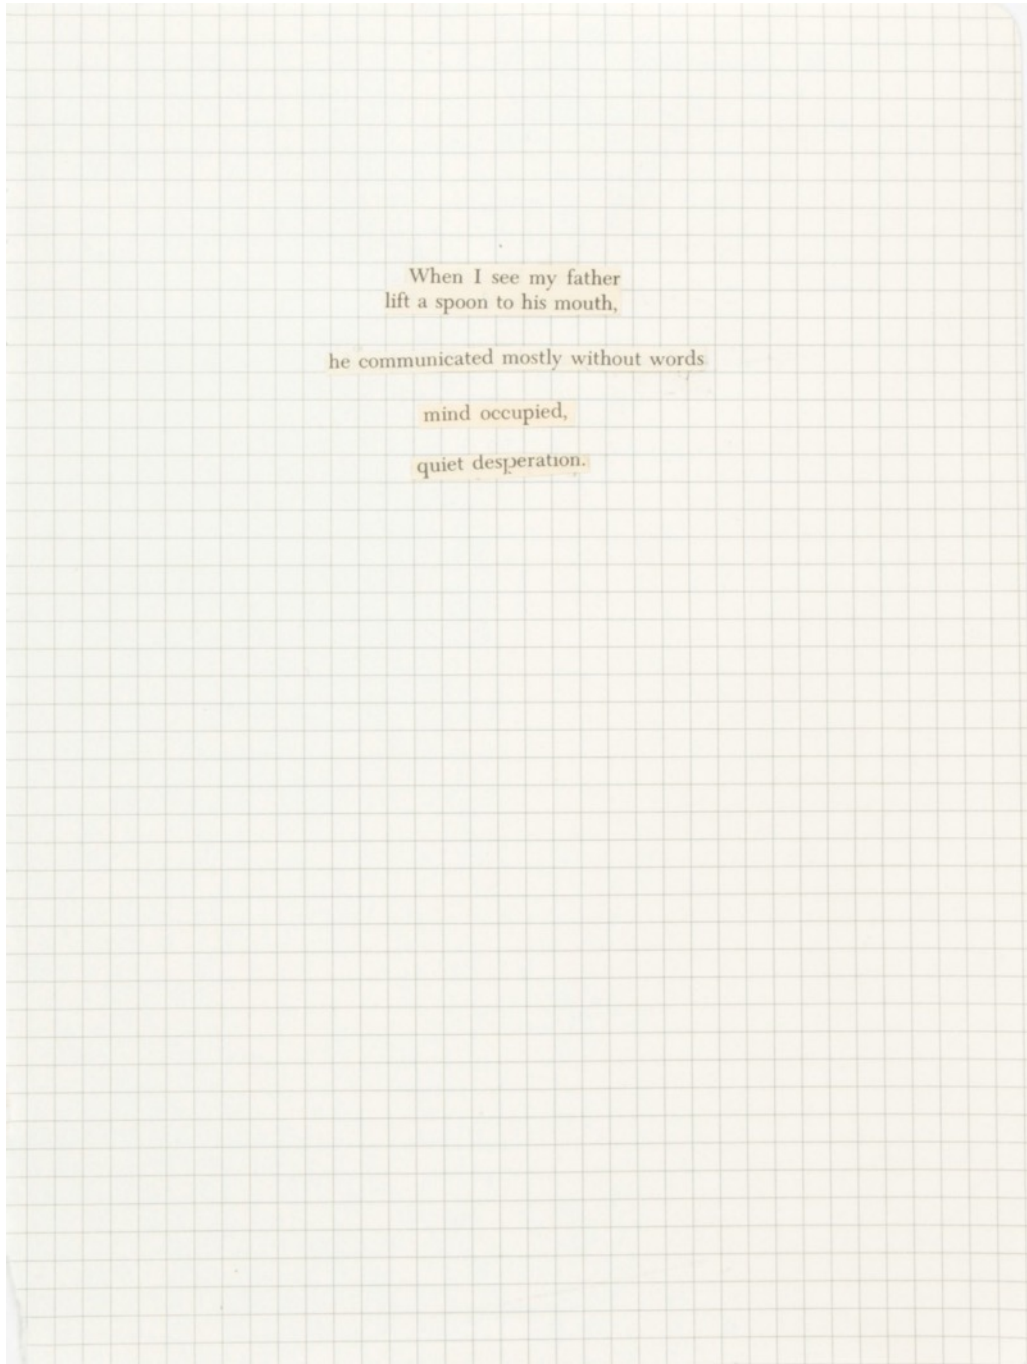 When I see my father
lift a spoon to his mouth,
he communicated mostly without words
mind occupied,
quiet desperation.